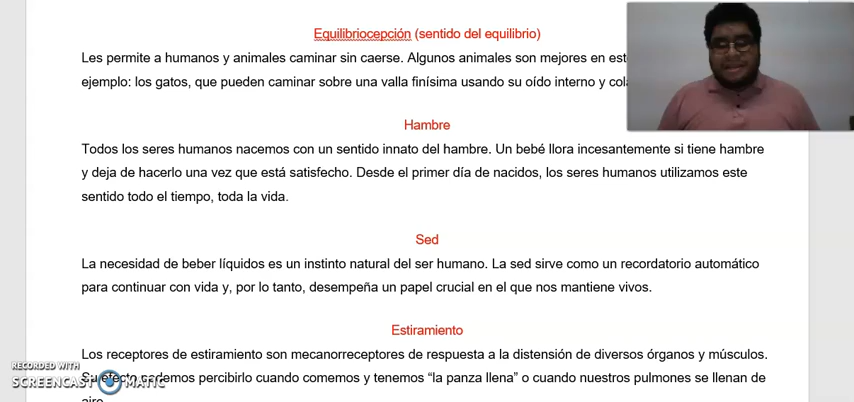 Equilibriocepción (sentido del equilibrio)
Les permite a humanos y animales caminar sin caerse. Algunos animales son mejores en
ejemplo: los gatos, que pueden caminar sobre una valla finísima usando su oído interno y
Hambre
Todos los seres humanos nacemos con un sentido innato del hambre. Un bebé llora incesantemente si tiene hambre
y deja de hacerlo una vez que está satisfecho. Desde el primer día de nacidos, los seres humanos utilizamos este
sentido todo el tiempo, toda la vida.
Sed
La necesidad de beber líquidos es un instinto natural del ser humano. La sed sirve como un recordatorio automático
para continuar con vida y, por lo tanto, desempeña un papel crucial en el que nos mantiene vivos.
Estiramiento
Los receptores de estiramiento son mecanorreceptores de respuesta a la distensión de diversos órganos y músculos.
Su efecto podemos percibirlo cuando comemos y tenemos “la panza llena” o cuando nuestros pulmones se llenan de
aire
RECORDED WITH
SCREENCAST MATIC